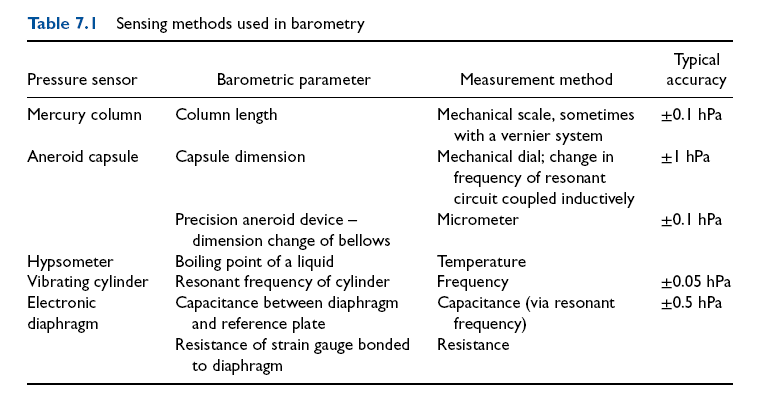 Table 7.1 Sensing methods used in barometry
Typical
Pressure sensor Barometric parameter Measurement method accuracy
Mercury column Column length Mechanical scale, sometimes ±0.1 hPa
with a vernier system
Aneroid capsule Capsule dimension Mechanical dial; change in ±1 hPa
frequency of resonant
circuit coupled inductively
Precision aneroid device – Micrometer ±0.1 hPa
dimension change of bellows
Hypsometer Boiling point of a liquid Temperature
Vibrating cylinder Resonant frequency of cylinder Frequency ±0.05 hPa
Electronic Capacitance between diaphragm Capacitance (via resonant ±0.5 hPa
diaphragm and reference plate frequency)
Resistance of strain gauge bonded Resistance
to diaphragm